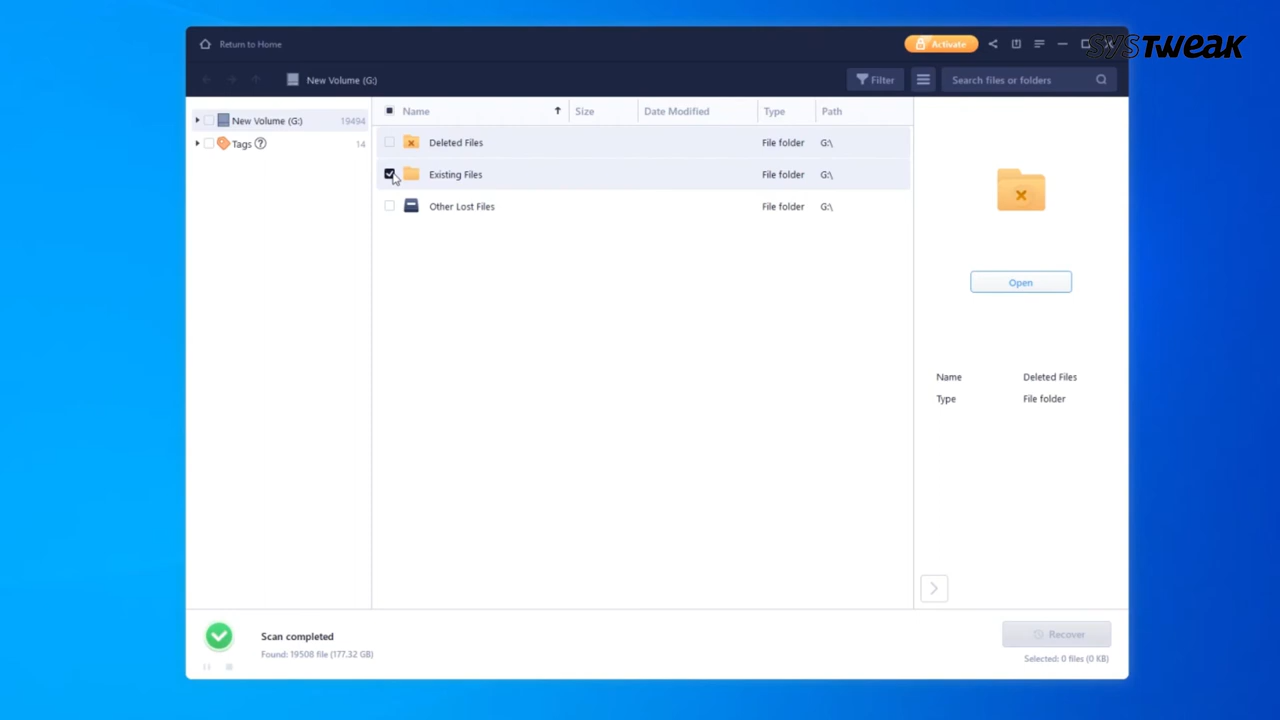 Return to Home
Activate
SYSTweak
New Volume (G:)
Filter
Search files or folders
New Volume (G:) 19494
Tags ? 14
Name Size Date Modified Type Path
Deleted Files File folder G:\
Existing Files File folder G:\
Other Lost Files File folder G:\
Open
Name Deleted Files
Type File folder
Scan completed
Found: 19508 file (177.32 GB)
Recover
Selected: 0 files (0 KB)